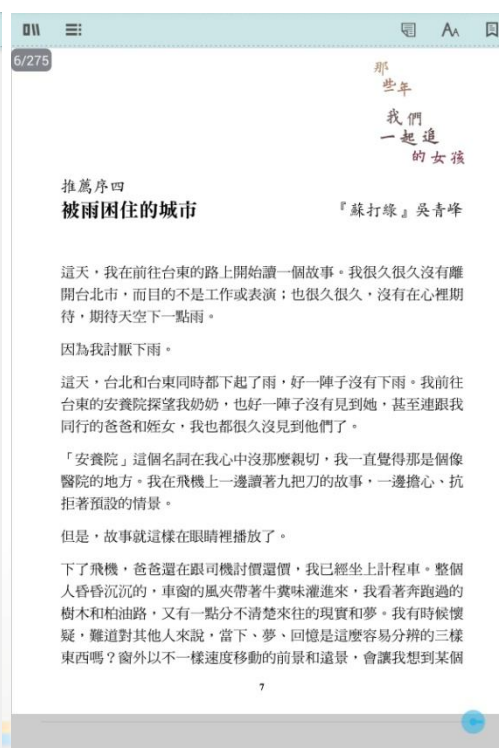 AA
6/275
那
些年
我們
一起追
的女孩
推薦序四
被雨困住的城市
『蘇打綠』吳青峰
這天，我在前往台東的路上開始讀一個故事。我很久很久沒有離
開台北市，而目的不是工作或表演；也很久很久，沒有在心裡期
待，期待天空下一點雨。
因為我討厭下雨。
這天，台北和台東同時都下起了雨，好一陣子沒有下雨。我前往
台東的安養院探望我奶奶，也好一陣子沒有見到她，甚至連跟我
同行的爸爸和姪女，我也都很久沒見到他們了。
「安養院」這個名詞在我心中沒那麼親切，我一直覺得那是個像
醫院的地方。我在飛機上一邊讀著九把刀的故事，一邊擔心、抗
拒著預設的情景。
但是，故事就這樣在眼睛裡播放了。
下了飛機，爸爸還在跟司機討價還價，我已經坐上計程車。整個
人昏昏沉沉的，車窗的風夾帶著牛糞味灌進來，我看著奔跑過的
樹木和柏油路，又有一點分不清楚來往的現實和夢。我有時候懷
疑，難道對其他人來說，當下、夢、回憶是這麼容易分辨的三樣
東西嗎？窗外以不一樣速度移動的前景和遠景，會讓我想到某個
7